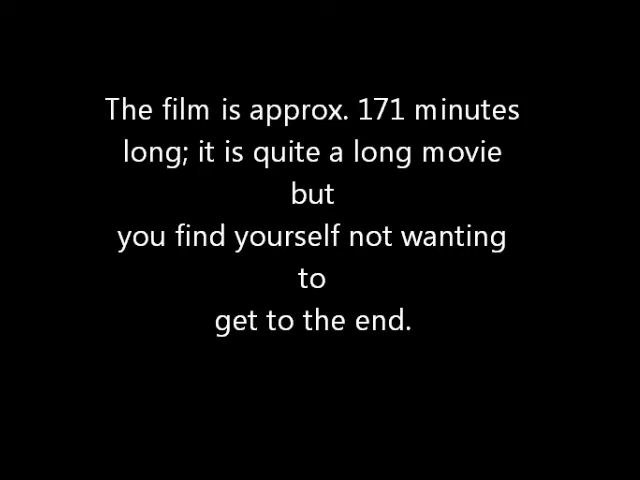 The film is approx. 171 minutes
long; it is quite a long movie
but
you find yourself not wanting
to
get to the end.